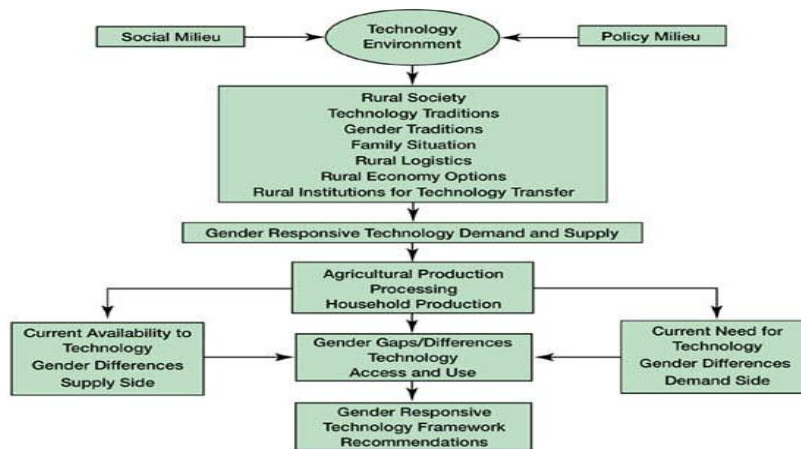 Social Milieu
Technology
Environment
Policy Milieu
Rural Society
Technology Traditions
Gender Traditions
Family Situation
Rural Logistics
Rural Economy Options
Rural Institutions for Technology Transfer
Gender Responsive Technology Demand and Supply
Agricultural Production
Processing
Household Production
Current Availability to
Technology
Gender Differences
Supply Side
Gender Gaps/Differences
Technology
Access and Use
Current Need for
Technology
Gender Differences
Demand Side
Gender Responsive
Technology Framework
Recommendations